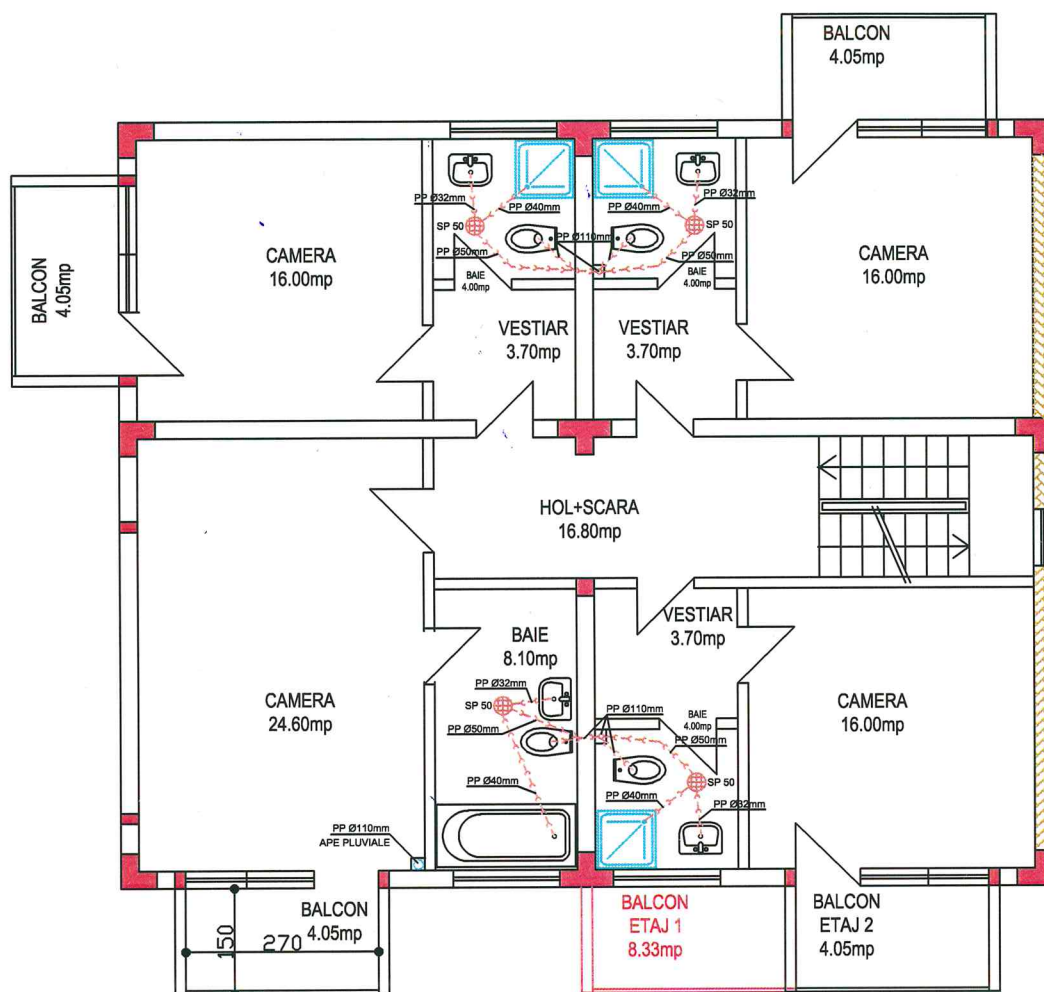 BALCON
4.05mp
BALCON
4.05mp
CAMERA
16.00mp
PP Ø32mm
PP Ø40mm
SP 50
PP Ø110mm
PP Ø50mm
BAIE
4.00mp
PP Ø40mm
PP Ø32mm
SP 50
PP Ø50mm
BAIE
4.00mp
CAMERA
16.00mp
VESTIAR
3.70mp
VESTIAR
3.70mp
HOL+SCARA
16.80mp
CAMERA
24.60mp
BAIE
8.10mp
PP Ø32mm
SP 50
PP Ø50mm
PP Ø40mm
PP Ø110mm
APE PLUVIALE
VESTIAR
3.70mp
PP Ø110mm
BAIE
4.00mp
PP Ø50mm
SP 50
PP Ø40mm
PP Ø32mm
CAMERA
16.00mp
BALCON
4.05mp
150
270
BALCON
ETAJ 1
8.33mp
BALCON
ETAJ 2
4.05mp